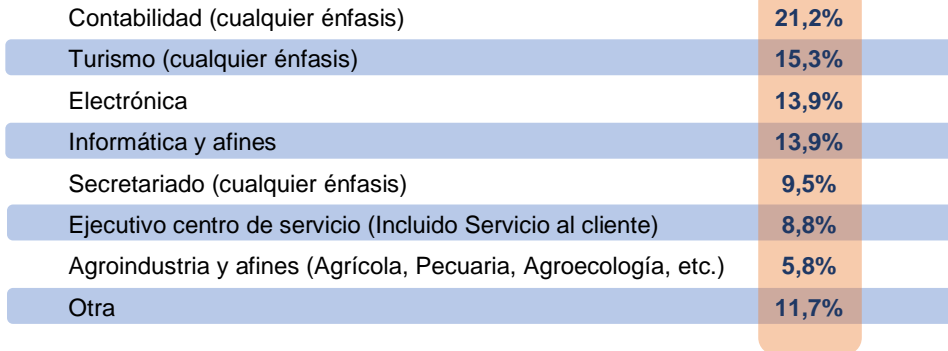 Contabilidad (cualquier énfasis) 21,2%
Turismo (cualquier énfasis) 15,3%
Electrónica 13,9%
Informática y afines 13,9%
Secretariado (cualquier énfasis) 9,5%
Ejecutivo centro de servicio (Incluido Servicio al cliente) 8,8%
Agroindustria y afines (Agrícola, Pecuaria, Agroecología, etc.) 5,8%
Otra 11,7%